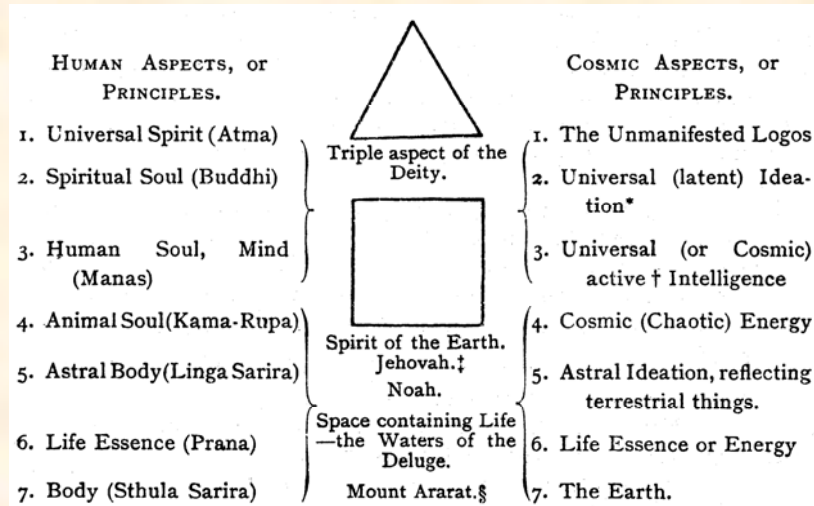 HUMAN ASPECTS, OR
PRINCIPLES.
1. Universal Spirit (Atma)
2. Spiritual Soul (Buddhi)
3. Human Soul, Mind
(Manas)
4. Animal Soul(Kama-Rupa)
5. Astral Body(Linga Sarira)
6. Life Essence (Prana)
7. Body (Sthula Sarira)
Triple aspect of the
Deity.
Spirit of the Earth.
Jehovah.‡
Noah.
Space containing Life
—the Waters of the
Deluge.
Mount Ararat.§
COSMIC ASPECTS, OR
PRINCIPLES.
1. The Unmanifested Logos
2. Universal (latent) Idea-
tion*
3. Universal (or Cosmic)
active † Intelligence
4. Cosmic (Chaotic) Energy
5. Astral Ideation, reflecting
terrestrial things.
6. Life Essence or Energy
7. The Earth.